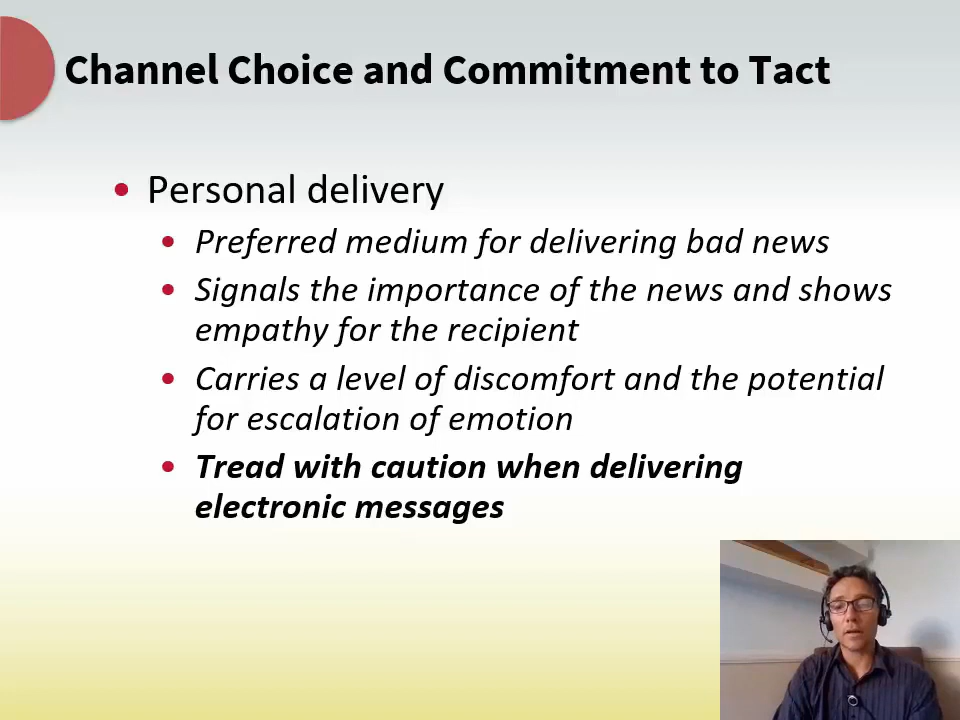 Channel Choice and Commitment to Tact
• Personal delivery
• Preferred medium for delivering bad news
• Signals the importance of the news and shows
empathy for the recipient
• Carries a level of discomfort and the potential
for escalation of emotion
• Tread with caution when delivering
electronic messages